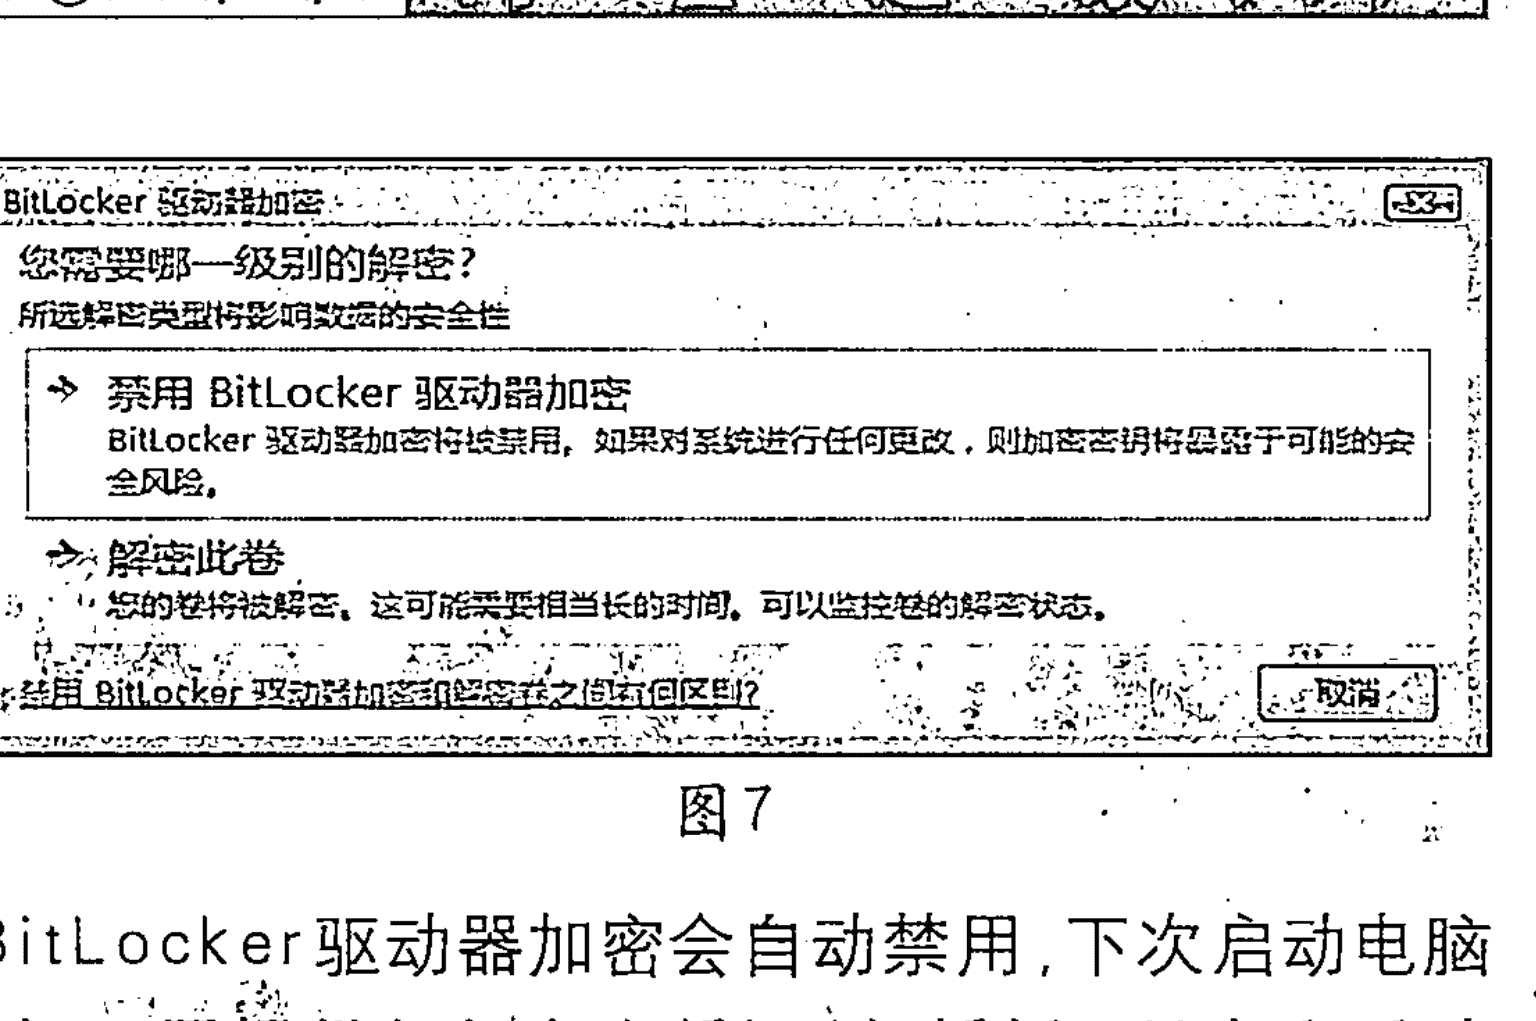 BitLocker 驱动器加密
您需要哪一级别的解密?
所选解密类型将影响数据的安全性
禁用 BitLocker 驱动器加密
BitLocker 驱动器加密将被禁用。如果对系统进行任何更改，则加密密钥将暴露于可能的安
全风险。
解密此卷
您的卷将被解密。这可能需要相当长的时间。可以监控卷的解密状态。
禁用 BitLocker 驱动器加密和解密卷之间有何区别?
取消
图7
BitLocker驱动器加密会自动禁用,下次启动电脑